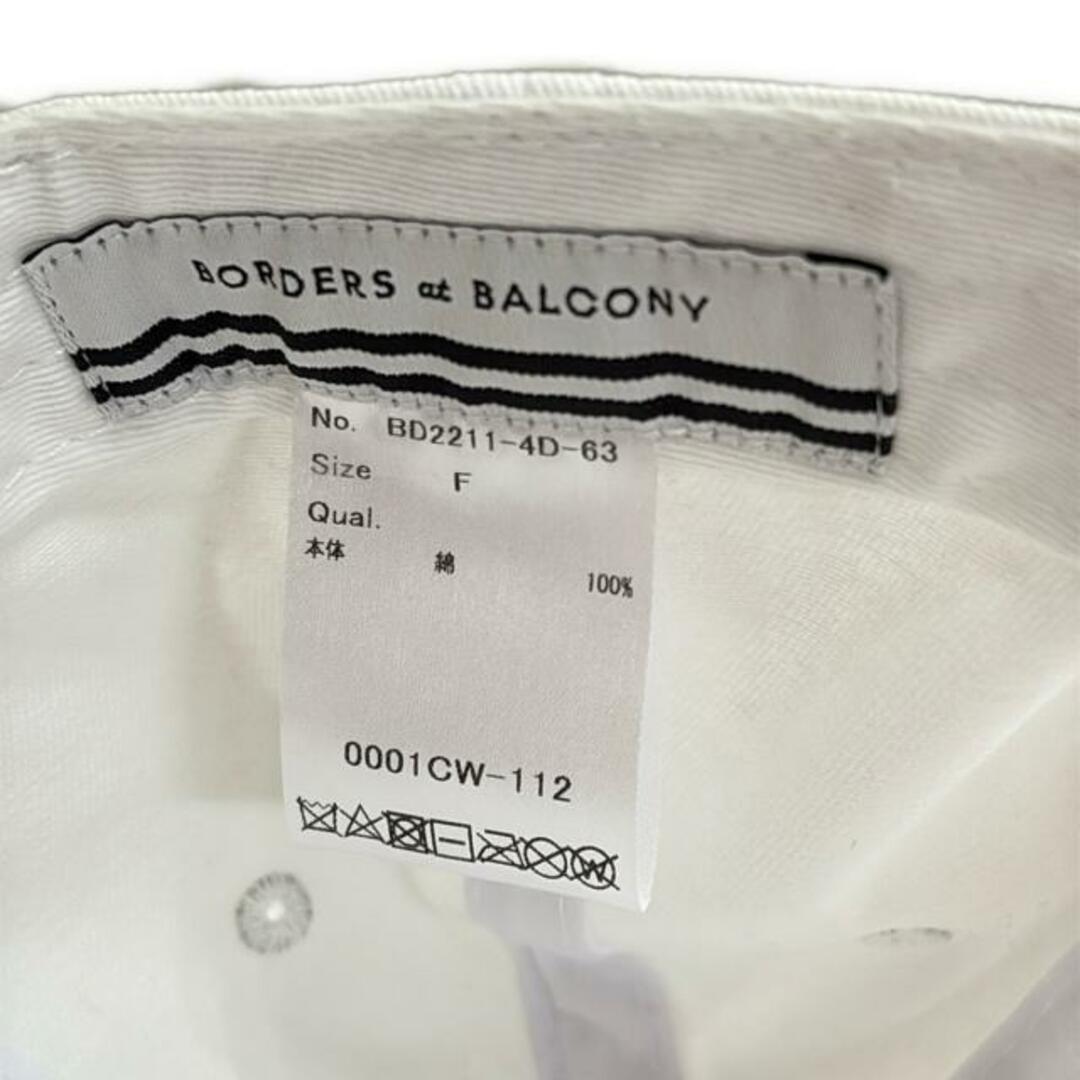 BORDERS at BALCONY
No. BD2211-4D-63
Size F
Qual.
本体 綿 100%
0001CW-112